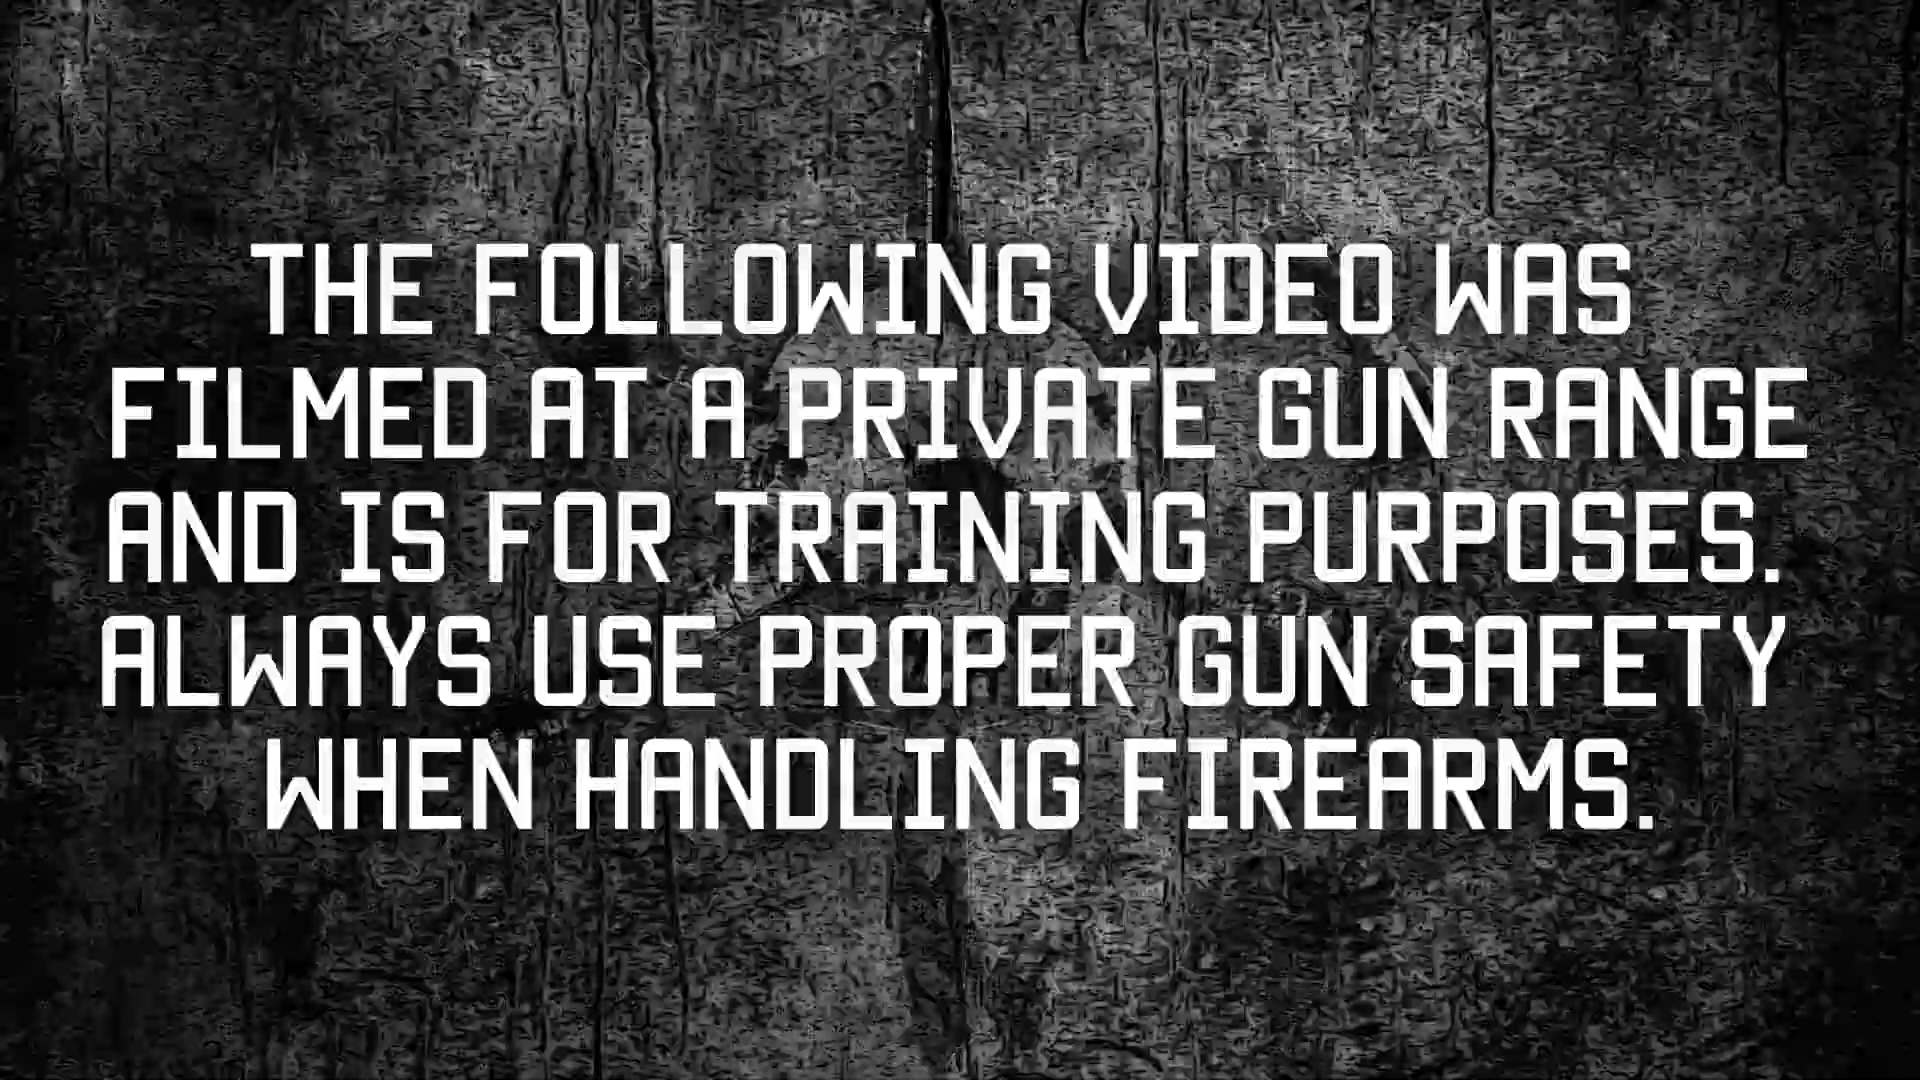 THE FOLLOWING VIDEO WAS
FILMED AT A PRIVATE GUN RANGE
AND IS FOR TRAINING PURPOSES.
ALWAYS USE PROPER GUN SAFETY
WHEN HANDLING FIREARMS.